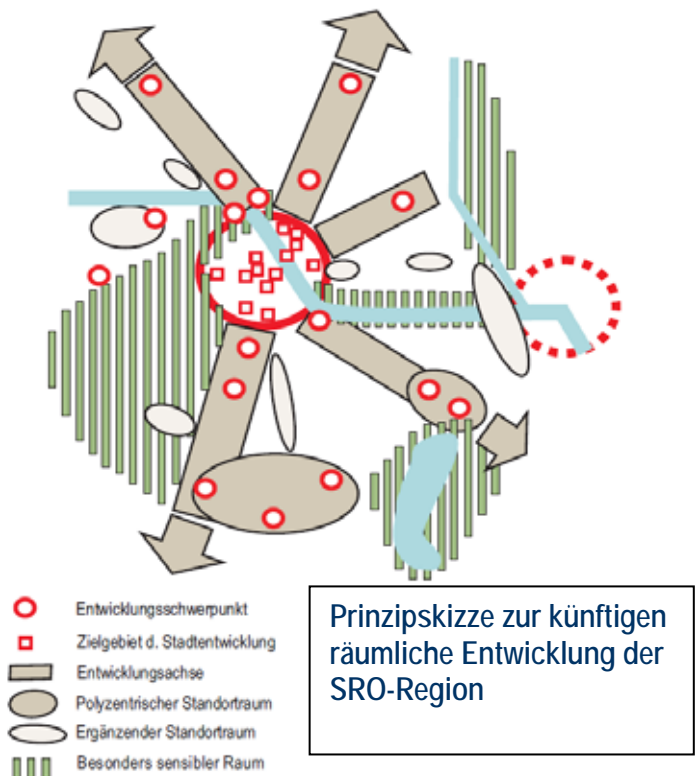 Entwicklungsschwerpunkt
Zielgebiet d. Stadtentwicklung
Entwicklungsachse
Polyzentrischer Standortraum
Ergänzender Standortraum
Besonders sensibler Raum
Prinzipskizze zur künftigen
räumliche Entwicklung der
SRO-Region